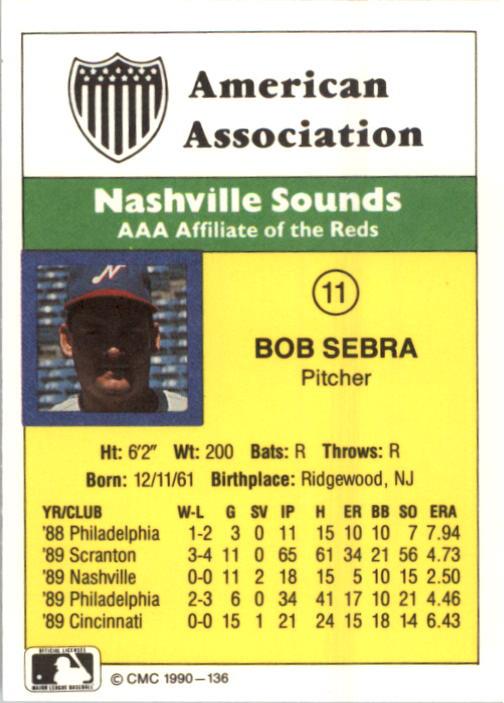 American
Association
Nashville Sounds
AAA Affiliate of the Reds
N
11
BOB SEBRA
Pitcher
Ht: 6'2" Wt: 200 Bats: R Throws: R
Born: 12/11/61 Birthplace: Ridgewood, NJ
YR/CLUB W-L G SV IP H ER BB SO ERA
'88 Philadelphia 1-2 3 0 11 15 10 10 7 7.94
'89 Scranton 3-4 11 0 65 61 34 21 56 4.73
'89 Nashville 0-0 11 2 18 15 5 10 15 2.50
'89 Philadelphia 2-3 6 0 34 41 17 10 21 4.46
'89 Cincinnati 0-0 15 1 21 24 15 18 14 6.43
OFFICIAL LICENSEE
MAJOR LEAGUE BASEBALL
© CMC 1990—136